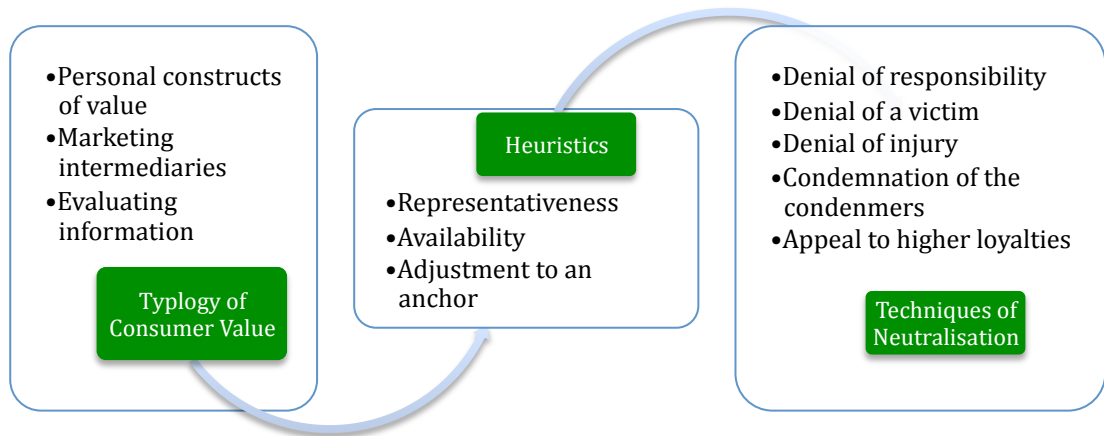 •Personal constructs
of value
•Marketing
intermediaries
•Evaluating
information
Typlogy of
Consumer Value
Heuristics
•Representativeness
•Availability
•Adjustment to an
anchor
•Denial of responsibility
•Denial of a victim
•Denial of injury
•Condemnation of the
condenmers
•Appeal to higher loyalties
Techniques of
Neutralisation